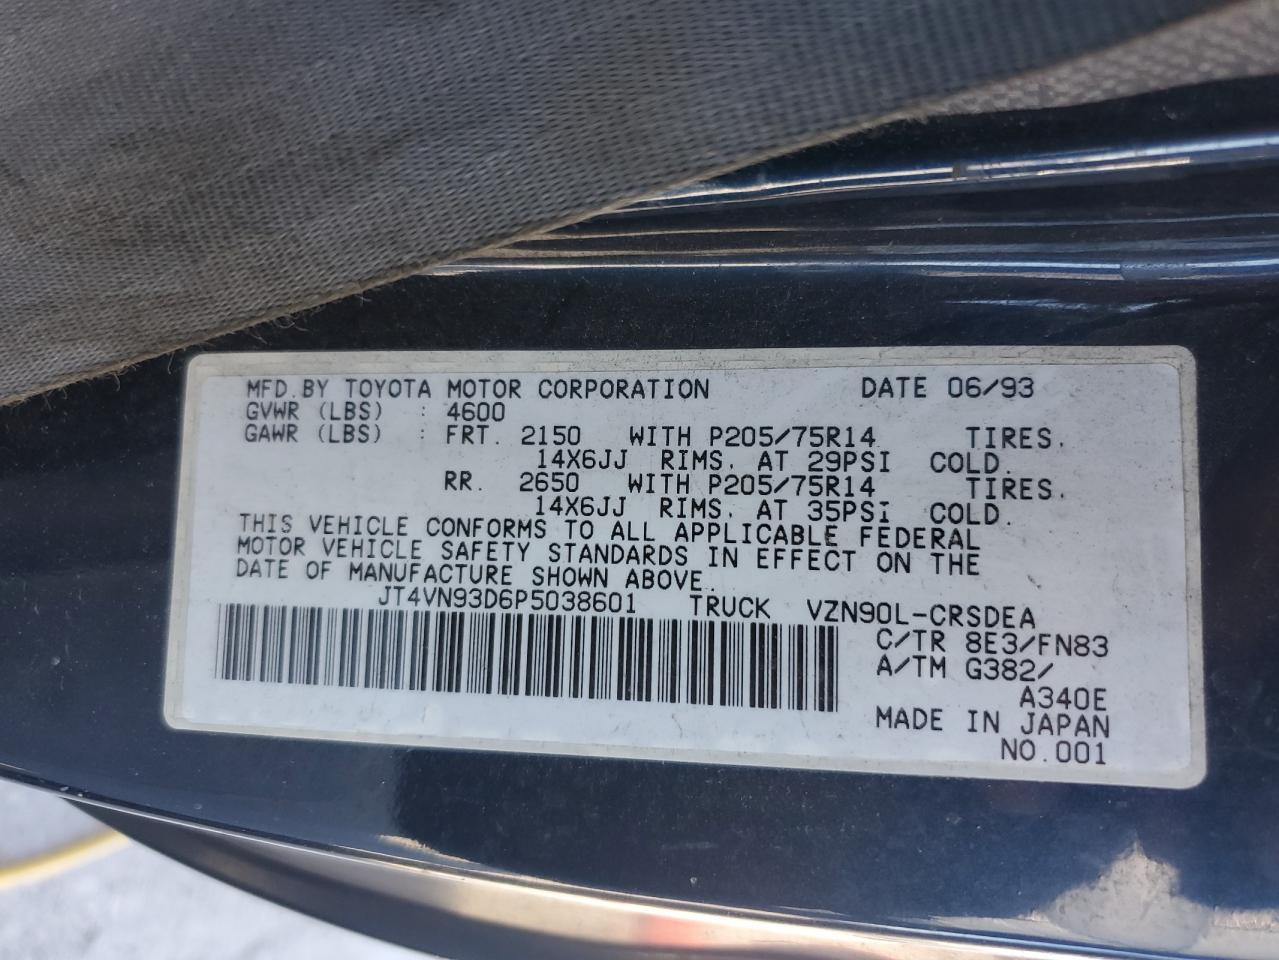 MFD. BY TOYOTA MOTOR CORPORATION DATE 06/93
GVWR (LBS) : 4600
GAWR (LBS) : FRT. 2150 WITH P205/75R14 TIRES.
14X6JJ RIMS. AT 29PSI COLD.
RR. 2650 WITH P205/75R14 TIRES.
14X6JJ RIMS. AT 35PSI COLD.
THIS VEHICLE CONFORMS TO ALL APPLICABLE FEDERAL
MOTOR VEHICLE SAFETY STANDARDS IN EFFECT ON THE
DATE OF MANUFACTURE SHOWN ABOVE.
JT4VN93D6P5038601 TRUCK VZN90L-CRSDEA
C/TR 8E3/FN83
A/TM G382/
A340E
MADE IN JAPAN
NO.001